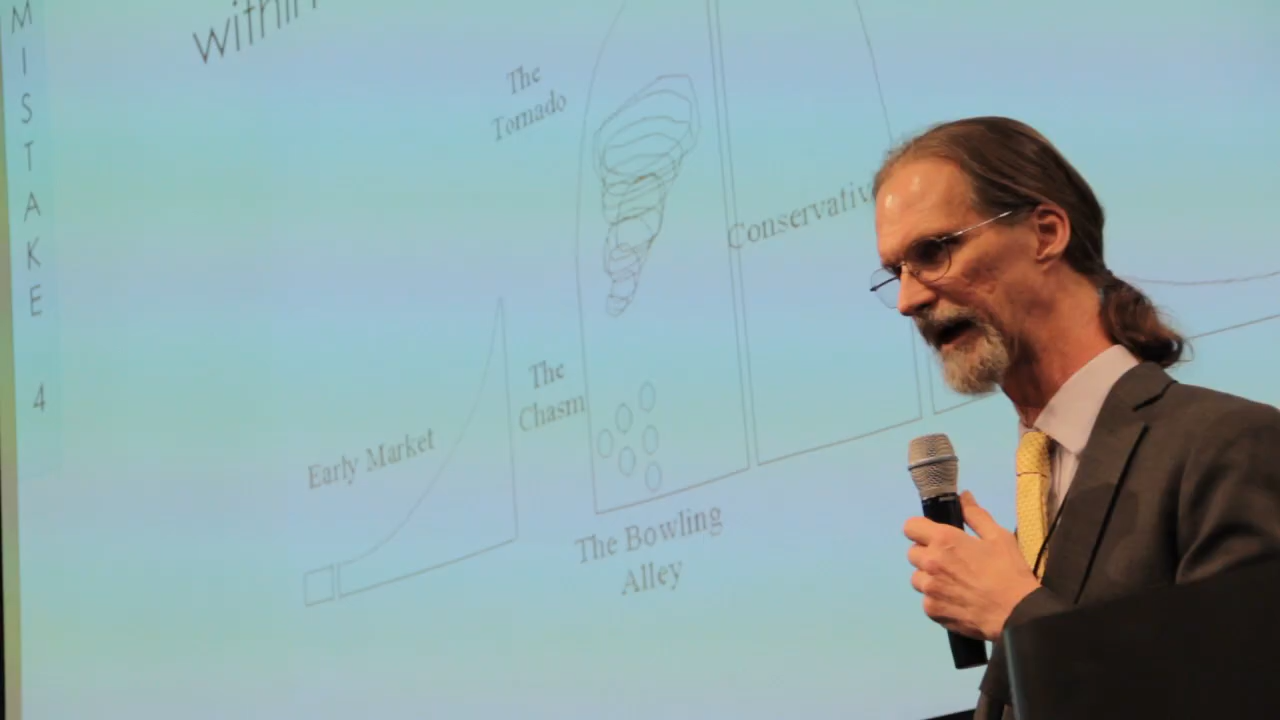 MISTAKE 4
within
The
Tornado
Conservativ
The
Chasm
Early Market
The Bowling
Alley